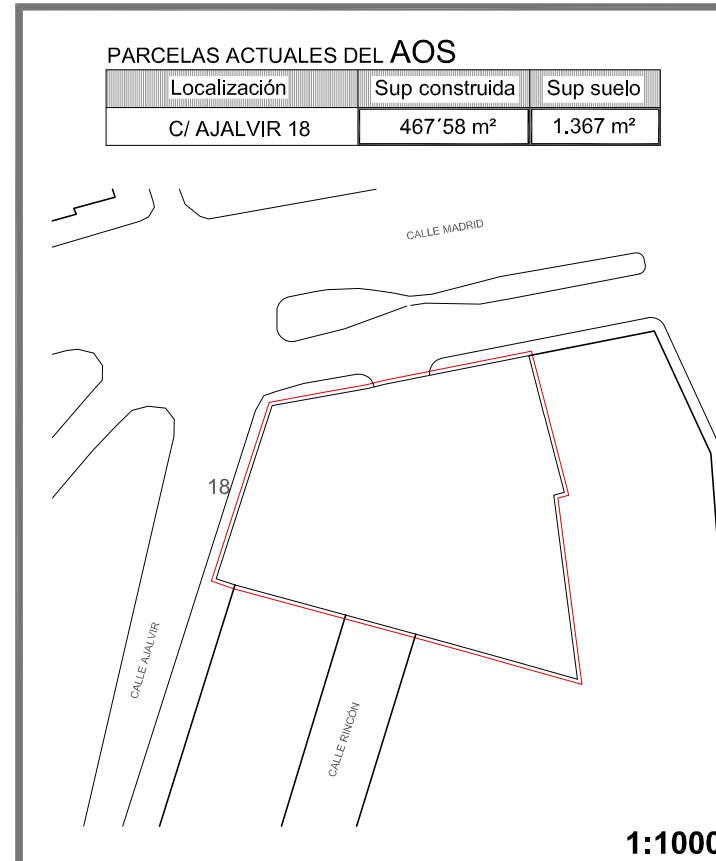 PARCELAS ACTUALES DEL AOS
Localización Sup construida Sup suelo
C/ AJALVIR 18 467´58 m² 1.367 m²
CALLE MADRID
18
CALLE AJALVIR
CALLE RINCÓN
1:1000